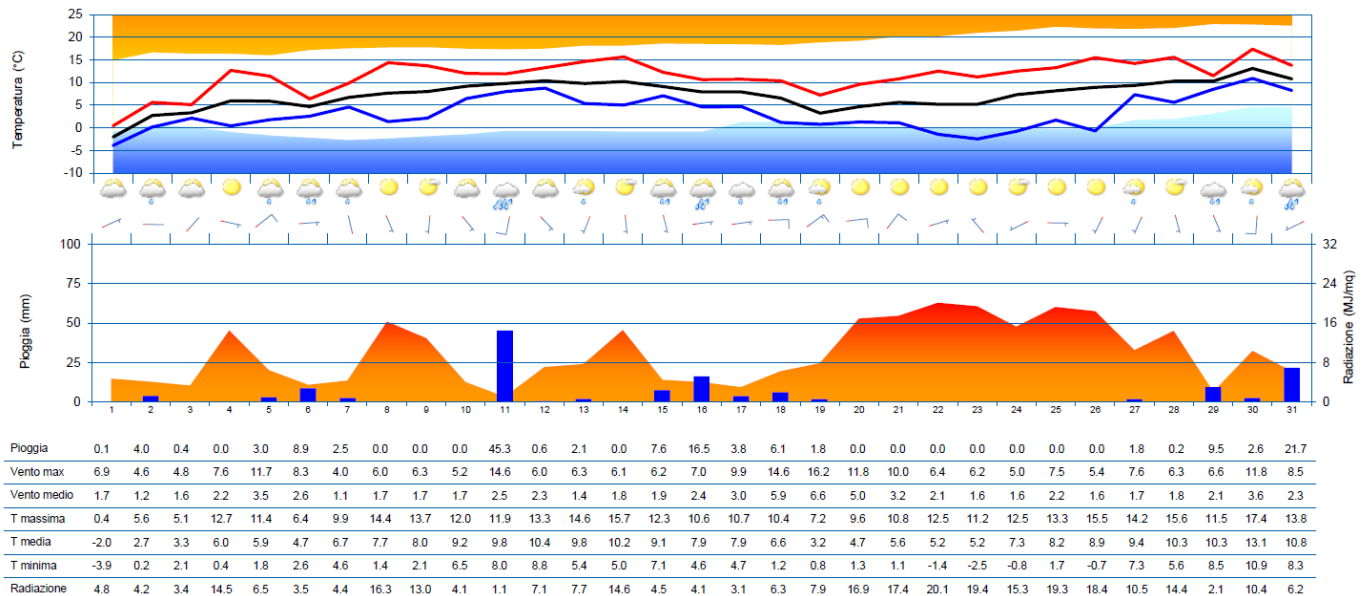 25
20
15
10
5
0
-5
-10
Temperatura (°C)
100
75
50
25
0
Pioggia (mm)
32
24
16
8
0
Radiazione (MJ/mq)
1 2 3 4 5 6 7 8 9 10 11 12 13 14 15 16 17 18 19 20 21 22 23 24 25 26 27 28 29 30 31
Pioggia 0.1 4.0 0.4 0.0 3.0 8.9 2.5 0.0 0.0 0.0 45.3 0.6 2.1 0.0 7.6 16.5 3.8 6.1 1.8 0.0 0.0 0.0 0.0 0.0 0.0 0.0 1.8 0.2 9.5 2.6 21.7
Vento max 6.9 4.6 4.8 7.6 11.7 8.3 4.0 6.0 6.3 5.2 14.6 6.0 6.3 6.1 6.2 7.0 9.9 14.6 16.2 11.8 10.0 6.4 6.2 5.0 7.5 5.4 7.6 6.3 6.6 11.8 8.5
Vento medio 1.7 1.2 1.6 2.2 3.5 2.6 1.1 1.7 1.7 1.7 2.5 2.3 1.4 1.8 1.9 2.4 3.0 5.9 6.6 5.0 3.2 2.1 1.6 1.6 2.2 1.6 1.7 1.8 2.1 3.6 2.3
T massima 0.4 5.6 5.1 12.7 11.4 6.4 9.9 14.4 13.7 12.0 11.9 13.3 14.6 15.7 12.3 10.6 10.7 10.4 7.2 9.6 10.8 12.5 11.2 12.5 13.3 15.5 14.2 15.6 11.5 17.4 13.8
T media -2.0 2.7 3.3 6.0 5.9 4.7 6.7 7.7 8.0 9.2 9.8 10.4 9.8 10.2 9.1 7.9 7.9 6.6 3.2 4.7 5.6 5.2 5.2 7.3 8.2 8.9 9.4 10.3 10.3 13.1 10.8
T minima -3.9 0.2 2.1 0.4 1.8 2.6 4.6 1.4 2.1 6.5 8.0 8.8 5.4 5.0 7.1 4.6 4.7 1.2 0.8 1.3 1.1 -1.4 -2.5 -0.8 1.7 -0.7 7.3 5.6 8.5 10.9 8.3
Radiazione 4.8 4.2 3.4 14.5 6.5 3.5 4.4 16.3 13.0 4.1 1.1 7.1 7.7 14.6 4.5 4.1 3.1 6.3 7.9 16.9 17.4 20.1 19.4 15.3 19.3 18.4 10.5 14.4 2.1 10.4 6.2